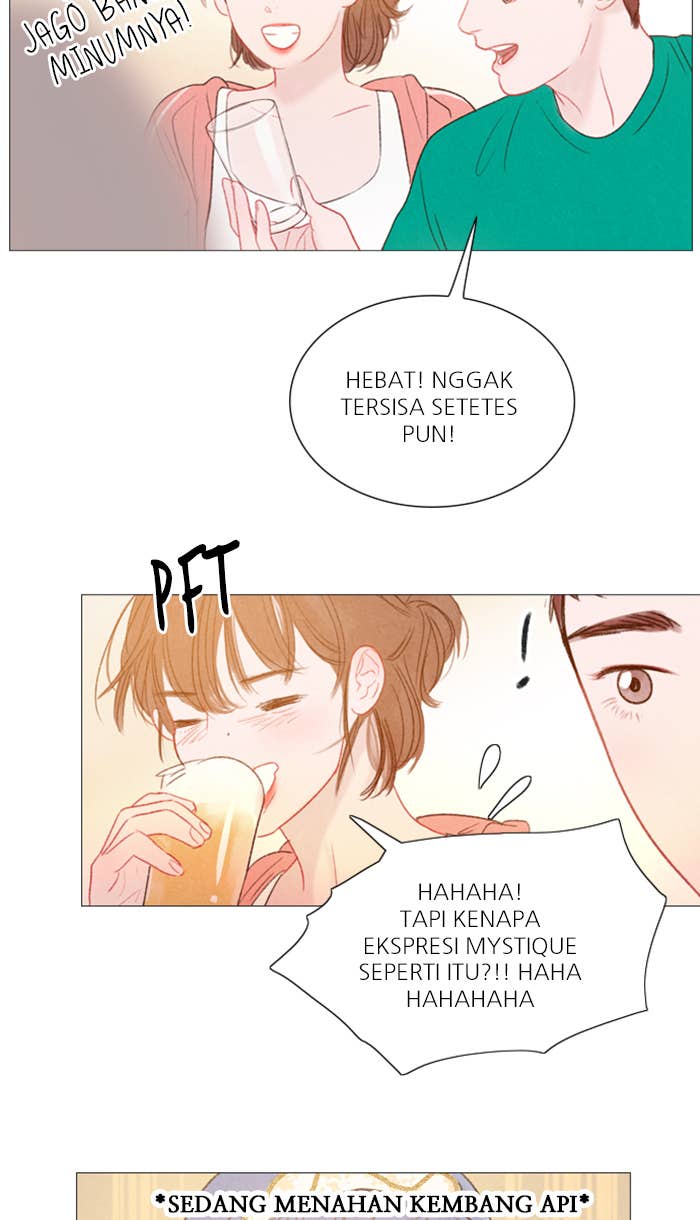 JAGO
MINUMNYA!
HEBAT! NGGAK
TERSISA SETETES
PUN!
PFT
!
HAHAHA!
TAPI KENAPA
EKSPRESI MYSTIQUE
SEPERTI ITU?!! HAHA
HAHAHAHA
*SEDANG MENAHAN KEMBANG API*